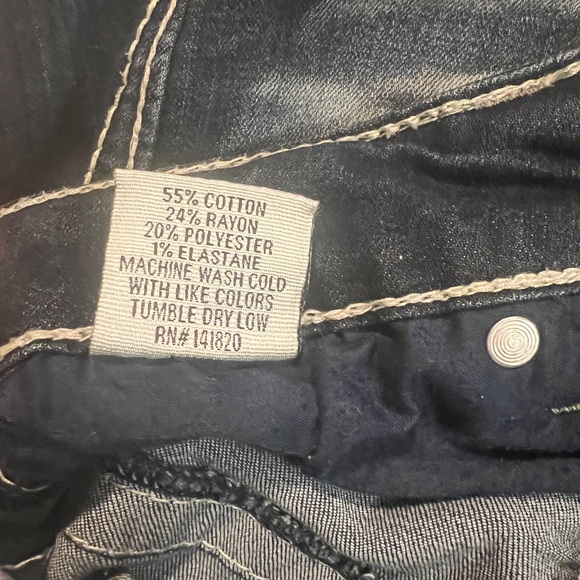 55% COTTON
24% RAYON
20% POLYESTER
1% ELASTANE
MACHINE WASH COLD
WITH LIKE COLORS
TUMBLE DRY LOW
RN# 141820